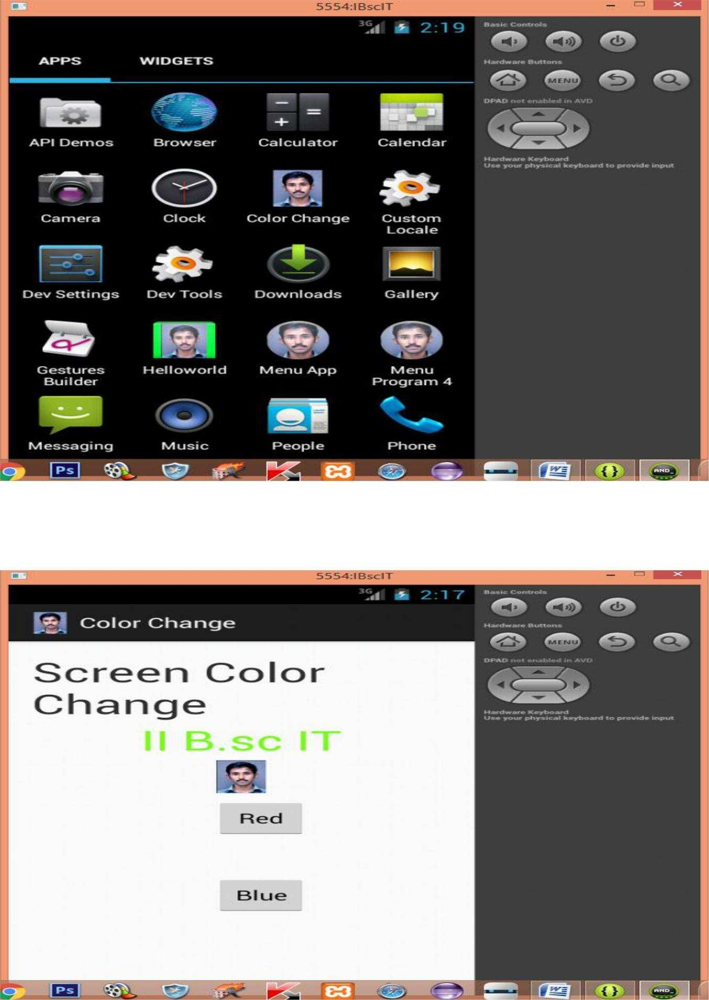 5554:IBscIT
3G 2:19
APPS WIDGETS
API Demos Browser Calculator Calendar
Camera Clock Color Change Custom Locale
Dev Settings Dev Tools Downloads Gallery
Gestures Builder Helloworld Menu App Menu Program 4
Messaging Music People Phone
Basic Controls
Hardware Buttons
MENU
DPAD not enabled in AVD
Hardware Keyboard
Use your physical keyboard to provide input
Ps W {} AND_
5554:IBscIT
3G 2:17
Color Change
Screen Color
Change
II B.sc IT
Red
Blue
Basic Controls
Hardware Buttons
MENU
DPAD not enabled in AVD
Hardware Keyboard
Use your physical keyboard to provide input
Ps W {} AND_